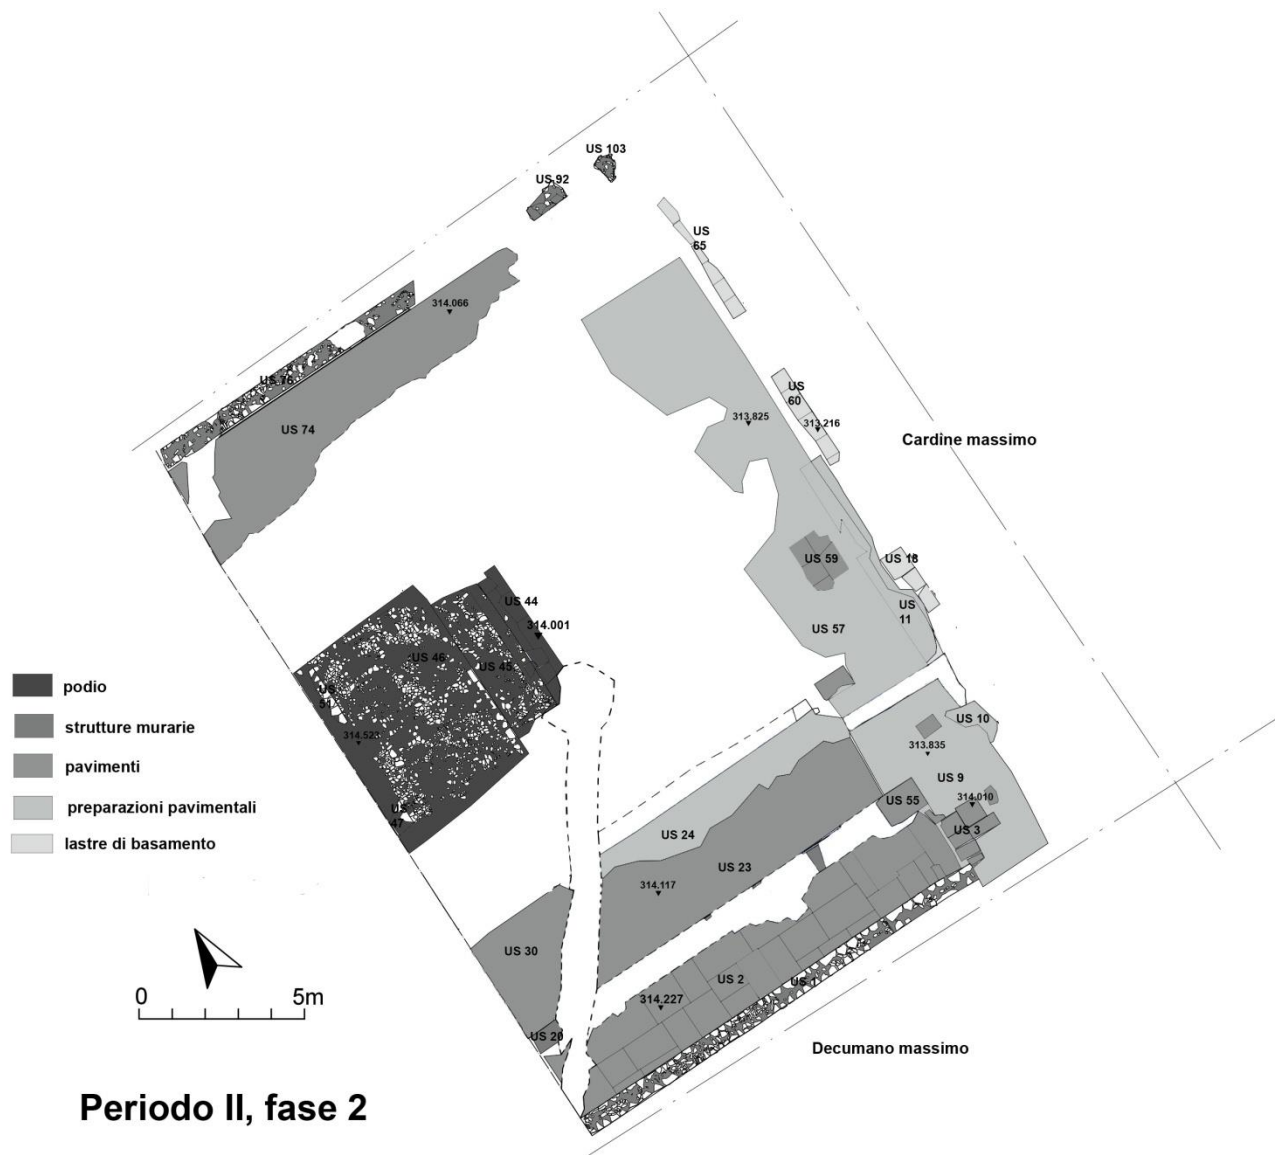 US 103
US 92
US
65
314.066
US 76
US 74
US
60
313.825
313.216
Cardine massimo
US 59
US 18
US
11
US 57
US 44
314.001
US 46
US 45
US
51
314.523
US
47
podio
strutture murarie
pavimenti
preparazioni pavimentali
lastre di basamento
US 10
313.835
US 9
314.010
US 55
US 3
US 24
US 23
314.117
US 30
US 2
US 1
314.227
US 20
0
5m
Decumano massimo
Periodo II, fase 2